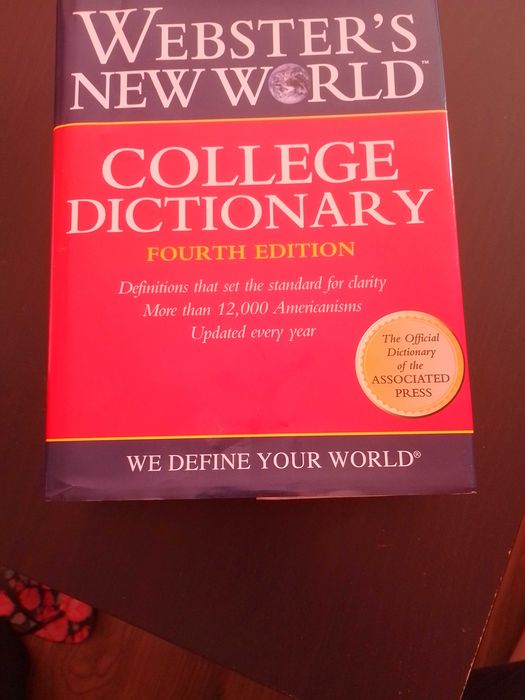 WEBSTER'S
NEW WORLD™
COLLEGE
DICTIONARY
FOURTH EDITION
Definitions that set the standard for clarity
More than 12,000 Americanisms
Updated every year
The Official
Dictionary
of the
ASSOCIATED
PRESS
WE DEFINE YOUR WORLD®